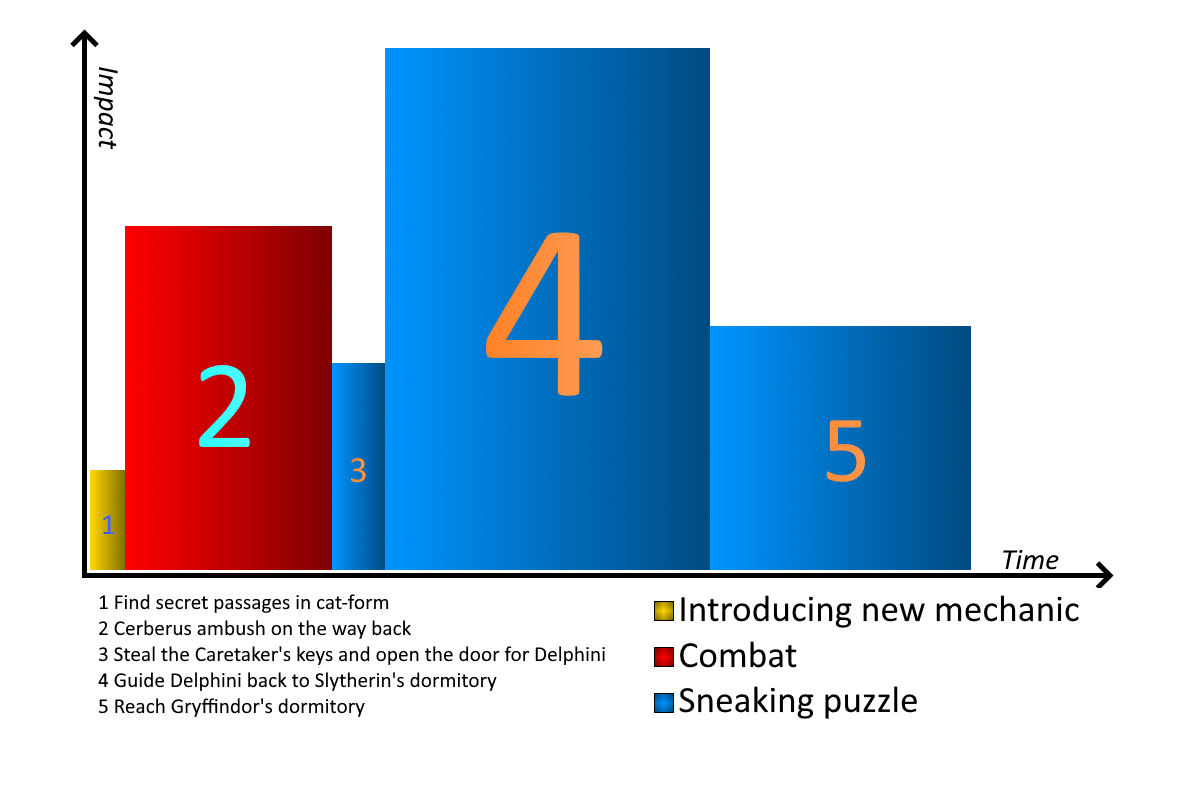 Impact
1
2
3
4
5
Time
1 Find secret passages in cat-form
2 Cerberus ambush on the way back
3 Steal the Caretaker's keys and open the door for Delphini
4 Guide Delphini back to Slytherin's dormitory
5 Reach Gryffindor's dormitory
Introducing new mechanic
Combat
Sneaking puzzle